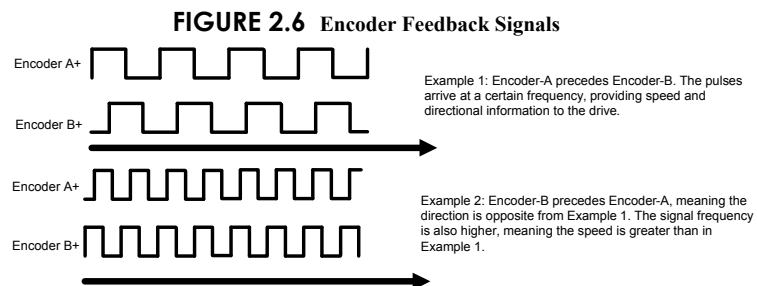 FIGURE 2.6 Encoder Feedback Signals
Encoder A+
Example 1: Encoder-A precedes Encoder-B. The pulses
arrive at a certain frequency, providing speed and
directional information to the drive.
Encoder B+
Encoder A+
Example 2: Encoder-B precedes Encoder-A, meaning the
direction is opposite from Example 1. The signal frequency
is also higher, meaning the speed is greater than in
Example 1.
Encoder B+